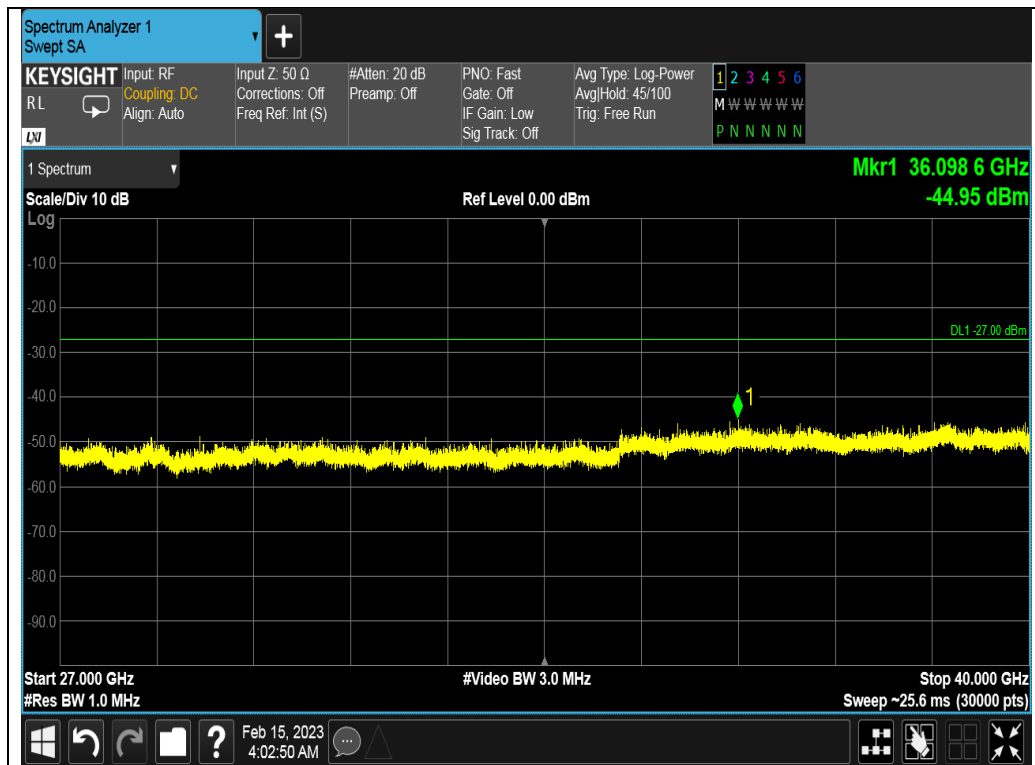 Spectrum Analyzer 1
Swept SA
+
KEYSIGHT
RL
LXI
Input: RF
Coupling: DC
Align: Auto
Input Z: 50 Ω
Corrections: Off
Freq Ref: Int (S)
#Atten: 20 dB
Preamp: Off
PNO: Fast
Gate: Off
IF Gain: Low
Sig Track: Off
Avg Type: Log-Power
Avg|Hold: 45/100
Trig: Free Run
1 2 3 4 5 6
M W W W W W
P N N N N N
1 Spectrum
Mkr1 36.098 6 GHz
-44.95 dBm
Scale/Div 10 dB
Ref Level 0.00 dBm
Log
-10.0
-20.0
DL1 -27.00 dBm
-30.0
-40.0
1
-50.0
-60.0
-70.0
-80.0
-90.0
Start 27.000 GHz
#Video BW 3.0 MHz
Stop 40.000 GHz
#Res BW 1.0 MHz
Sweep ~25.6 ms (30000 pts)
?
Feb 15, 2023
4:02:50 AM